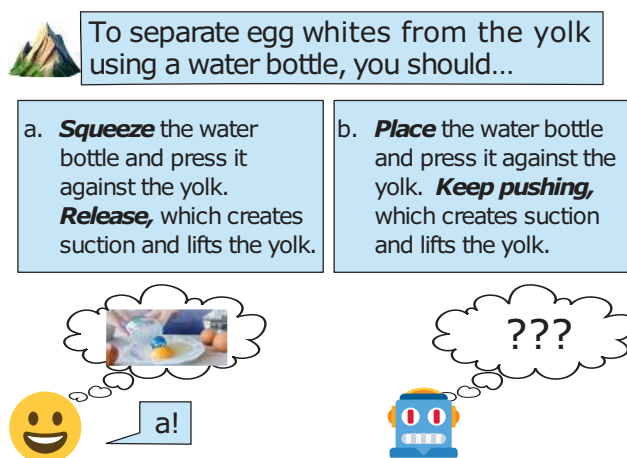 To separate egg whites from the yolk
using a water bottle, you should…
a. Squeeze the water
bottle and press it
against the yolk.
Release, which creates
suction and lifts the yolk.
b. Place the water bottle
and press it against the
yolk. Keep pushing,
which creates suction
and lifts the yolk.
???
a!